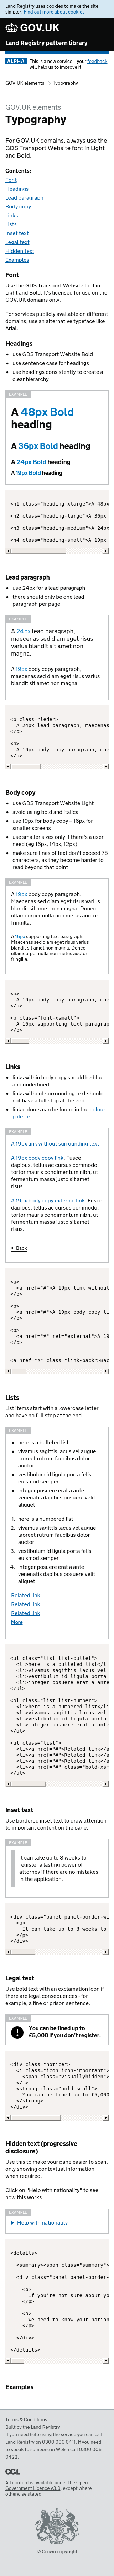 Land Registry uses cookies to make the site
simpler. Find out more about cookies
GOV.UK
Land Registry pattern library
ALPHA This is a new service – your feedback
will help us to improve it.
GOV.UK elements
Typography
GOV.UK elements
Typography
For GOV.UK domains, always use the
GDS Transport Website font in Light
and Bold.
Contents:
Font
Headings
Lead paragraph
Body copy
Links
Lists
Inset text
Legal text
Hidden text
Examples
Font
Use the GDS Transport Website font in
Light and Bold. It's licensed for use on the
GOV.UK domains only.
For services publicly available on different
domains, use an alternative typeface like
Arial.
Headings
use GDS Transport Website Bold
use sentence case for headings
use headings consistently to create a
clear hierarchy
EXAMPLE
A 48px Bold
heading
A 36px Bold heading
A 24px Bold heading
A 19px Bold heading
<h1 class="heading-xlarge">A 48px
<h2 class="heading-large">A 36px
<h3 class="heading-medium">A 24px
<h4 class="heading-small">A 19px
Lead paragraph
use 24px for a lead paragraph
there should only be one lead
paragraph per page
EXAMPLE
A 24px lead paragraph,
maecenas sed diam eget risus
varius blandit sit amet non
magna.
A 19px body copy paragraph,
maecenas sed diam eget risus varius
blandit sit amet non magna.
<p class="lede">
A 24px lead paragraph, maecenas
</p>
<p>
A 19px body copy paragraph, ma
</p>
Body copy
use GDS Transport Website Light
avoid using bold and italics
use 19px for body copy - 16px for
smaller screens
use smaller sizes only if there's a user
need (eg 16px, 14px, 12px)
make sure lines of text don't exceed 75
characters, as they become harder to
read beyond that point
EXAMPLE
A 19px body copy paragraph.
Maecenas sed diam eget risus varius
blandit sit amet non magna. Donec
ullamcorper nulla non metus auctor
fringilla.
A 16px supporting text paragraph.
Maecenas sed diam eget risus varius
blandit sit amet non magna. Donec
ullamcorper nulla non metus auctor
fringilla.
<p>
A 19px body copy paragraph, mae
</p>
<p class="font-xsmall">
A 16px supporting text paragrap
</p>
Links
links within body copy should be blue
and underlined
links without surrounding text should
not have a full stop at the end
link colours can be found in the colour
palette
EXAMPLE
A 19px link without surrounding text
A 19px body copy link. Fusce
dapibus, tellus ac cursus commodo,
tortor mauris condimentum nibh, ut
fermentum massa justo sit amet
risus.
A 19px body copy external link. Fusce
dapibus, tellus ac cursus commodo,
tortor mauris condimentum nibh, ut
fermentum massa justo sit amet
risus.
Back
<p>
<a href="#">A 19px link without
</p>
<p>
<a href="#">A 19px body copy li
</p>
<p>
<a href="#" rel="external">A 19
</p>
<a href="#" class="link-back">Bac
Lists
List items start with a lowercase letter
and have no full stop at the end.
EXAMPLE
here is a bulleted list
vivamus sagittis lacus vel augue
laoreet rutrum faucibus dolor
auctor
vestibulum id ligula porta felis
euismod semper
integer posuere erat a ante
venenatis dapibus posuere velit
aliquet
1. here is a numbered list
2. vivamus sagittis lacus vel augue
laoreet rutrum faucibus dolor
auctor
3. vestibulum id ligula porta felis
euismod semper
4. integer posuere erat a ante
venenatis dapibus posuere velit
aliquet
Related link
Related link
Related link
More
<ul class="list list-bullet">
<li>here is a bulleted list</li
<li>vivamus sagittis lacus vel
<li>vestibulum id ligula porta
<li>integer posuere erat a ante
</ul>
<ol class="list list-number">
<li>here is a numbered list</li
<li>vivamus sagittis lacus vel
<li>vestibulum id ligula porta
<li>integer posuere erat a ante
</ol>
<ul class="list">
<li><a href="#">Related link</a
<li><a href="#">Related link</a
<li><a href="#">Related link</a
<li><a href="#" class="bold-xsm
</ul>
Inset text
Use bordered inset text to draw attention
to important content on the page.
EXAMPLE
It can take up to 8 weeks to
register a lasting power of
attorney if there are no mistakes
in the application.
<div class="panel panel-border-wi
<p>
It can take up to 8 weeks to
</p>
</div>
Legal text
Use bold text with an exclamation icon if
there are legal consequences - for
example, a fine or prison sentence.
EXAMPLE
! You can be fined up to
£5,000 if you don't register.
<div class="notice">
<i class="icon icon-important">
<span class="visuallyhidden">
</i>
<strong class="bold-small">
You can be fined up to £5,000
</strong>
</div>
Hidden text (progressive
disclosure)
Use this to make your page easier to scan,
only showing contextual information
when required.
Click on "Help with nationality" to see
how this works.
EXAMPLE
Help with nationality
<details>
<summary><span class="summary">
<div class="panel panel-border-
<p>
If you're not sure about yo
</p>
<p>
We need to know your nation
</p>
</div>
</details>
Examples
Terms & Conditions
Built by the Land Registry
If you need help using the service you can call
Land Registry on 0300 006 0411. If you need
to speak to someone in Welsh call 0300 006
0422.
OGL
All content is available under the Open
Government Licence v3.0, except where
otherwise stated
© Crown copyright